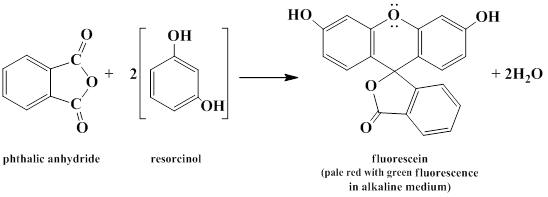 HO
O
OH
O
C
O
C
O
+ 2
OH
OH
O
O
+ 2H₂O
phthalic anhydride
resorcinol
fluorescein
(pale red with green fluorescence
in alkaline medium)